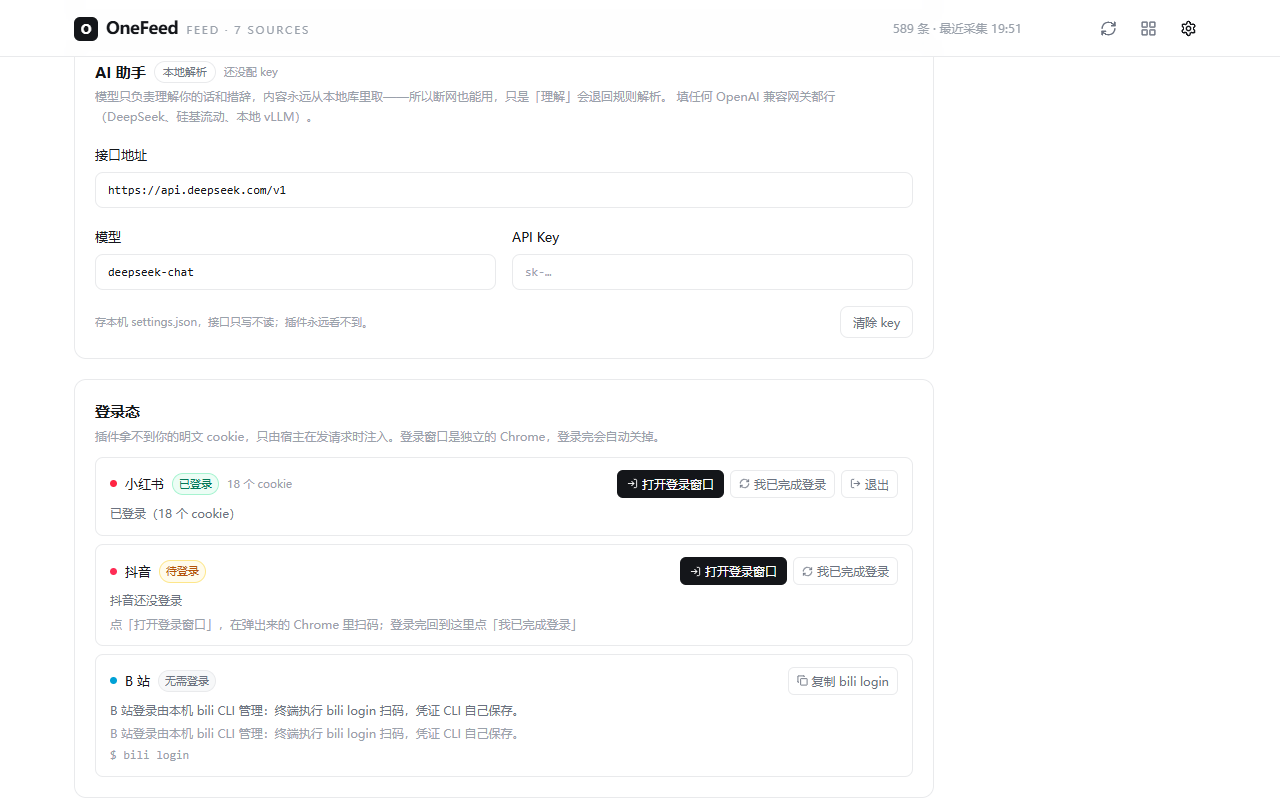 O OneFeed FEED · 7 SOURCES 589 条 · 最近采集 19:51
AI 助手 本地解析 还没配 key
模型只负责理解你的话和措辞，内容永远从本地库里取——所以断网也能用，只是「理解」会退回规则解析。 填任何 OpenAI 兼容网关都行
（DeepSeek、硅基流动、本地 vLLM）。
接口地址
https://api.deepseek.com/v1
模型 API Key
deepseek-chat sk-…
存本机 settings.json，接口只写不读；插件永远看不到。 清除 key
登录态
插件拿不到你的明文 cookie，只由宿主在发请求时注入。登录窗口是独立的 Chrome，登录完会自动关掉。
小红书 已登录 18 个 cookie 打开登录窗口 我已完成登录 退出
已登录（18 个 cookie）
抖音 待登录 打开登录窗口 我已完成登录
抖音还没登录
点「打开登录窗口」，在弹出来的 Chrome 里扫码；登录完回到这里点「我已完成登录」
B 站 无需登录 复制 bili login
B 站登录由本机 bili CLI 管理：终端执行 bili login 扫码，凭证 CLI 自己保存。
B 站登录由本机 bili CLI 管理：终端执行 bili login 扫码，凭证 CLI 自己保存。
$ bili login